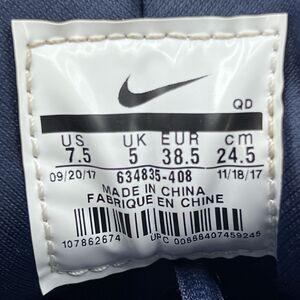 QD
US UK EUR cm
7.5 5 38.5 24.5
09/20/17 634835-408 11/18/17
MADE IN CHINA
FABRIQUE EN CHINE
107862674 UPC 00866407459245